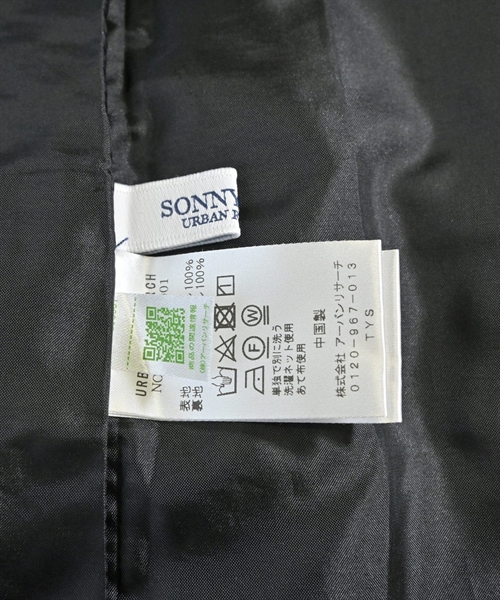 SONNY
URBAN R
URB
RCH
NO
01
表地
100%
裏地
100%
商品の関連情報
(株)アーバンリサーチ
単独で別に洗う
洗濯ネット使用
あて布使用
中国製
株式会社 アーバンリサーチ
0120-967-013
TYS